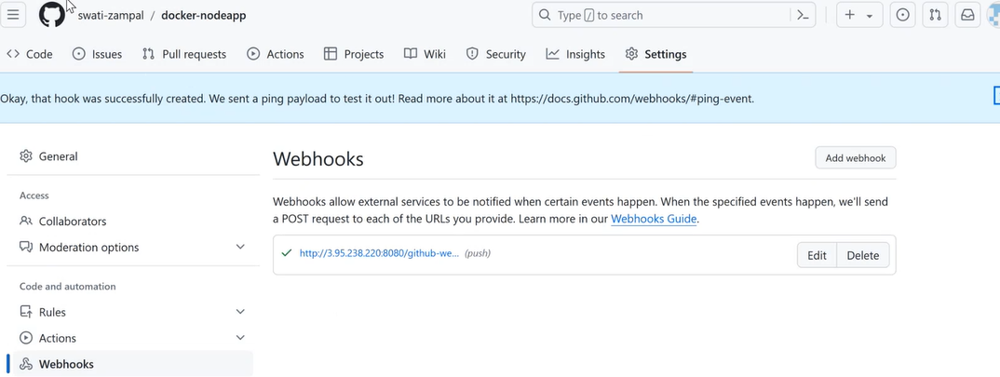 swati-zampal / docker-nodeapp
Type / to search
Code
Issues
Pull requests
Actions
Projects
Wiki
Security
Insights
Settings
Okay, that hook was successfully created. We sent a ping payload to test it out! Read more about it at https://docs.github.com/webhooks/#ping-event.
General
Access
Collaborators
Moderation options
Code and automation
Rules
Actions
Webhooks
Webhooks
Add webhook
Webhooks allow external services to be notified when certain events happen. When the specified events happen, we'll send
a POST request to each of the URLs you provide. Learn more in our Webhooks Guide.
http://3.95.238.220:8080/github-we... (push)
Edit
Delete